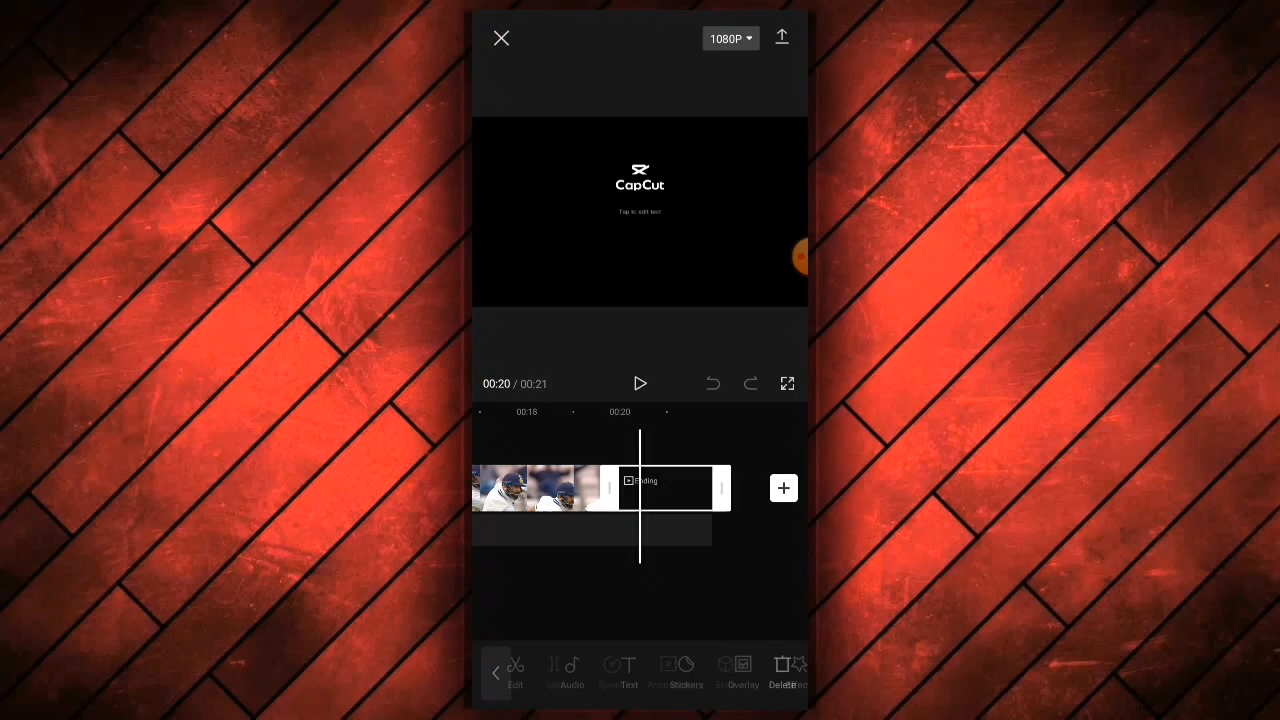 1080P
CapCut
Tap to edit text
00:20 / 00:21
00:18
00:20
Ending
Edit
Audio
Text
Stickers
Overlay
Delete